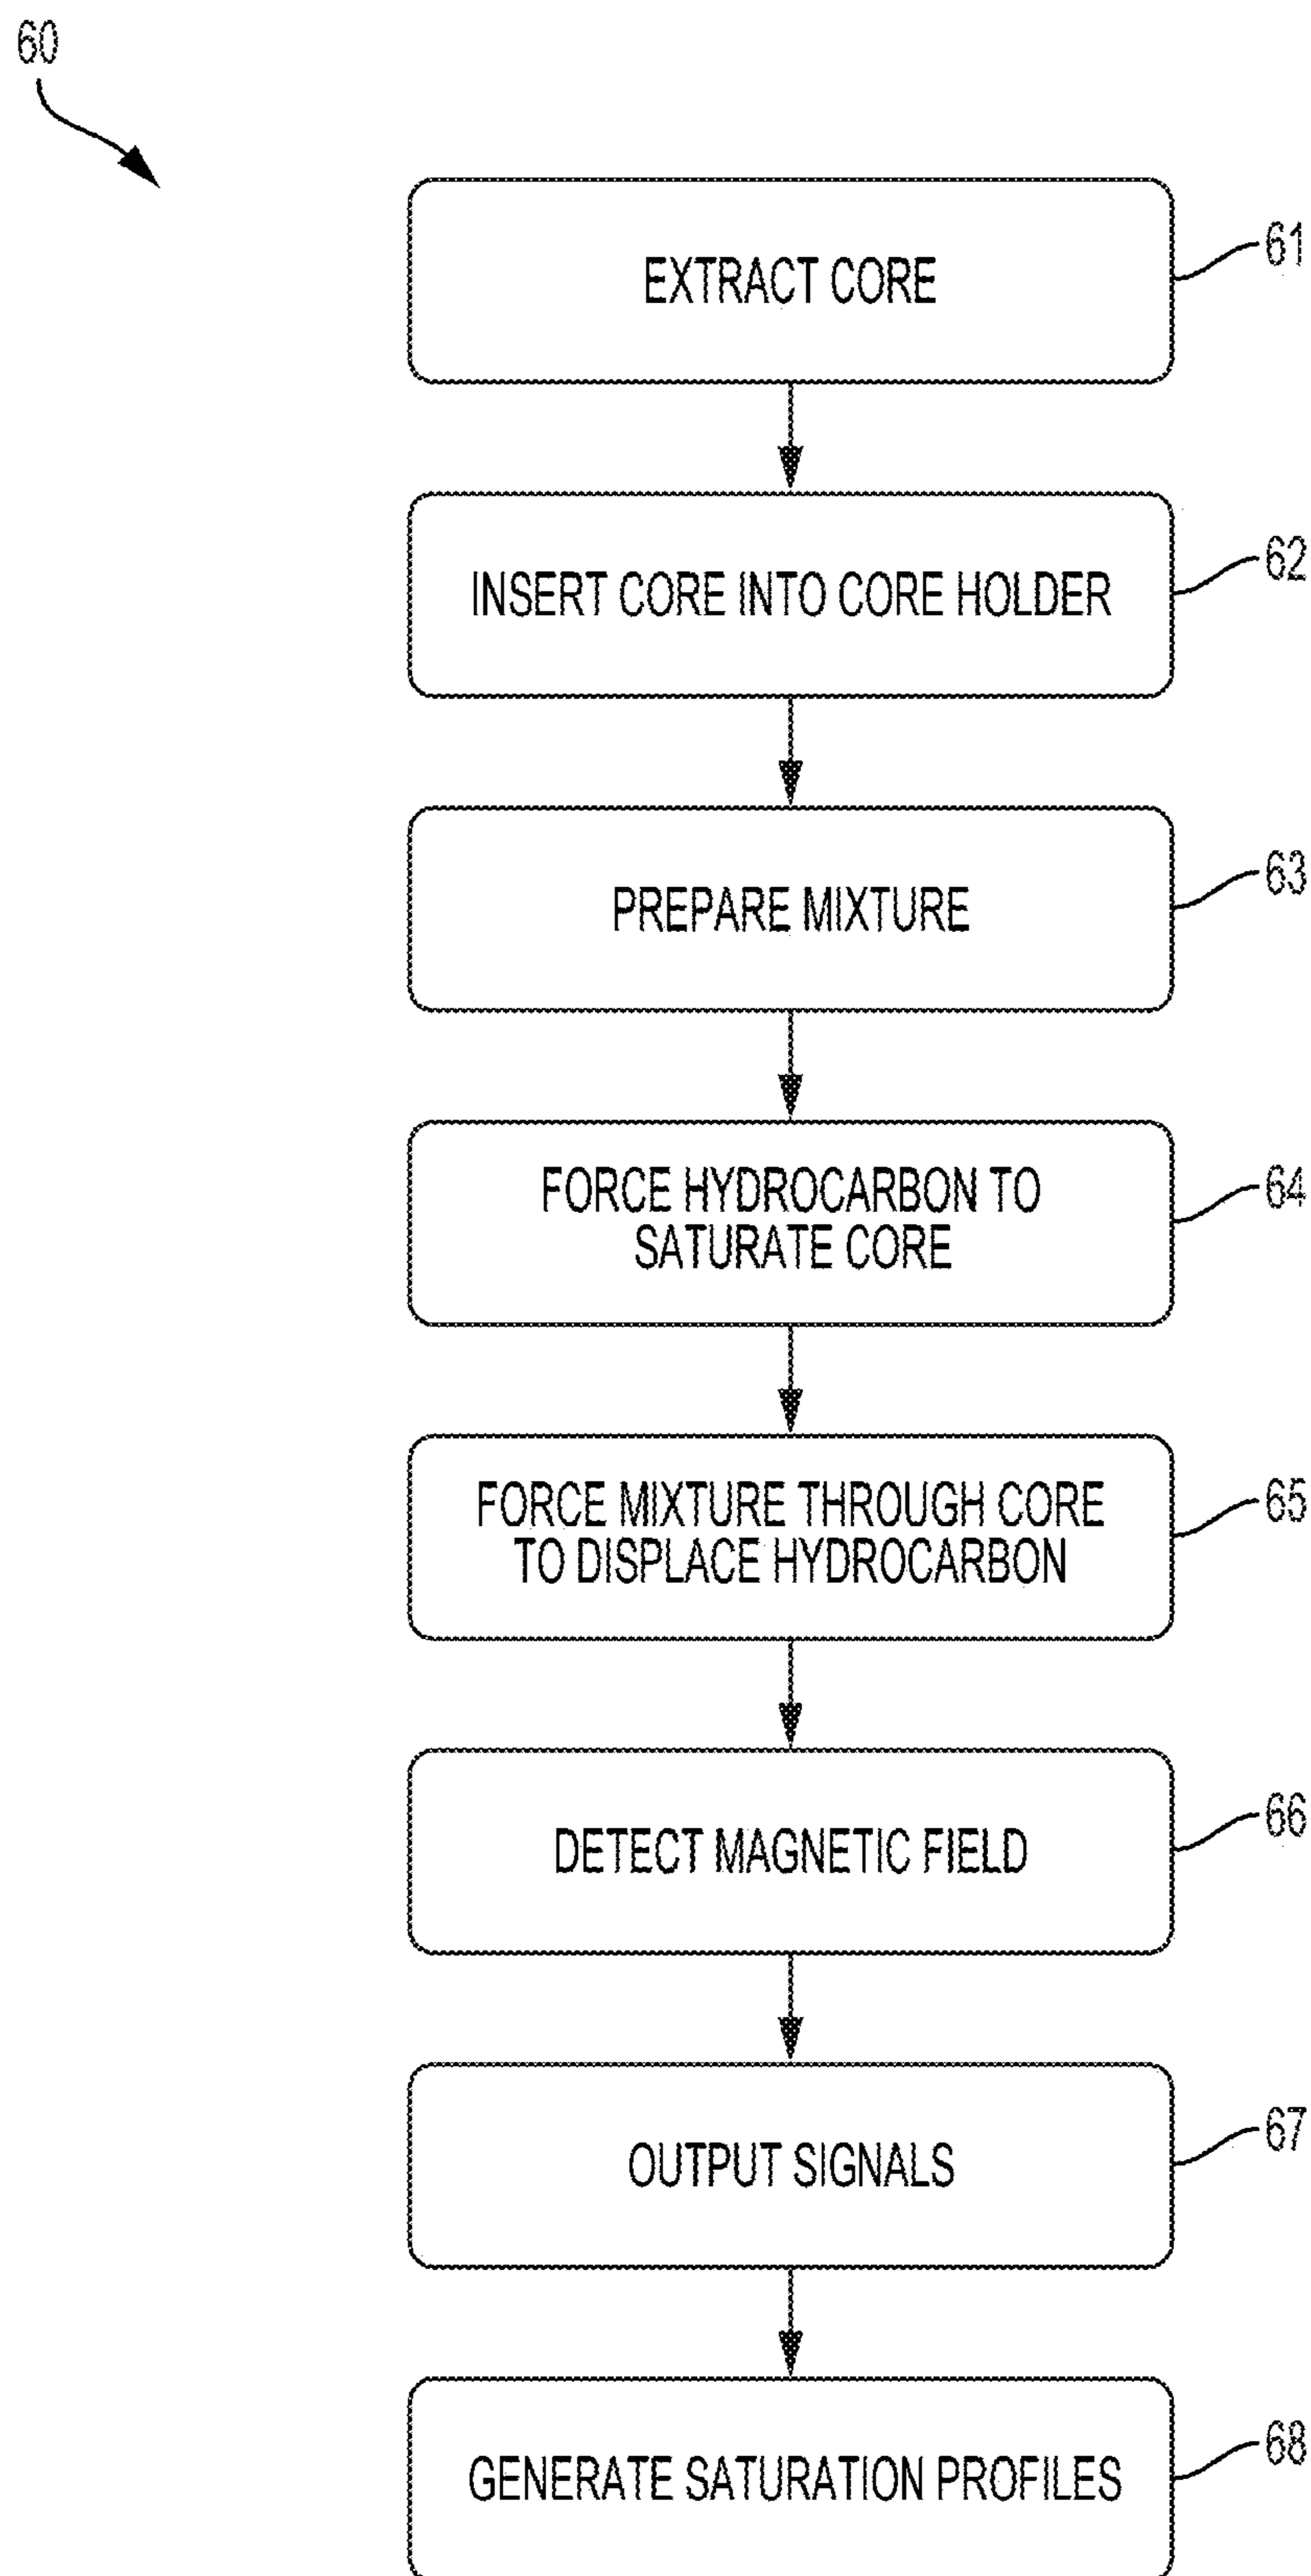 60
EXTRACT CORE
61
INSERT CORE INTO CORE HOLDER
62
PREPARE MIXTURE
63
FORCE HYDROCARBON TO
SATURATE CORE
64
FORCE MIXTURE THROUGH CORE
TO DISPLACE HYDROCARBON
65
DETECT MAGNETIC FIELD
66
OUTPUT SIGNALS
67
GENERATE SATURATION PROFILES
68